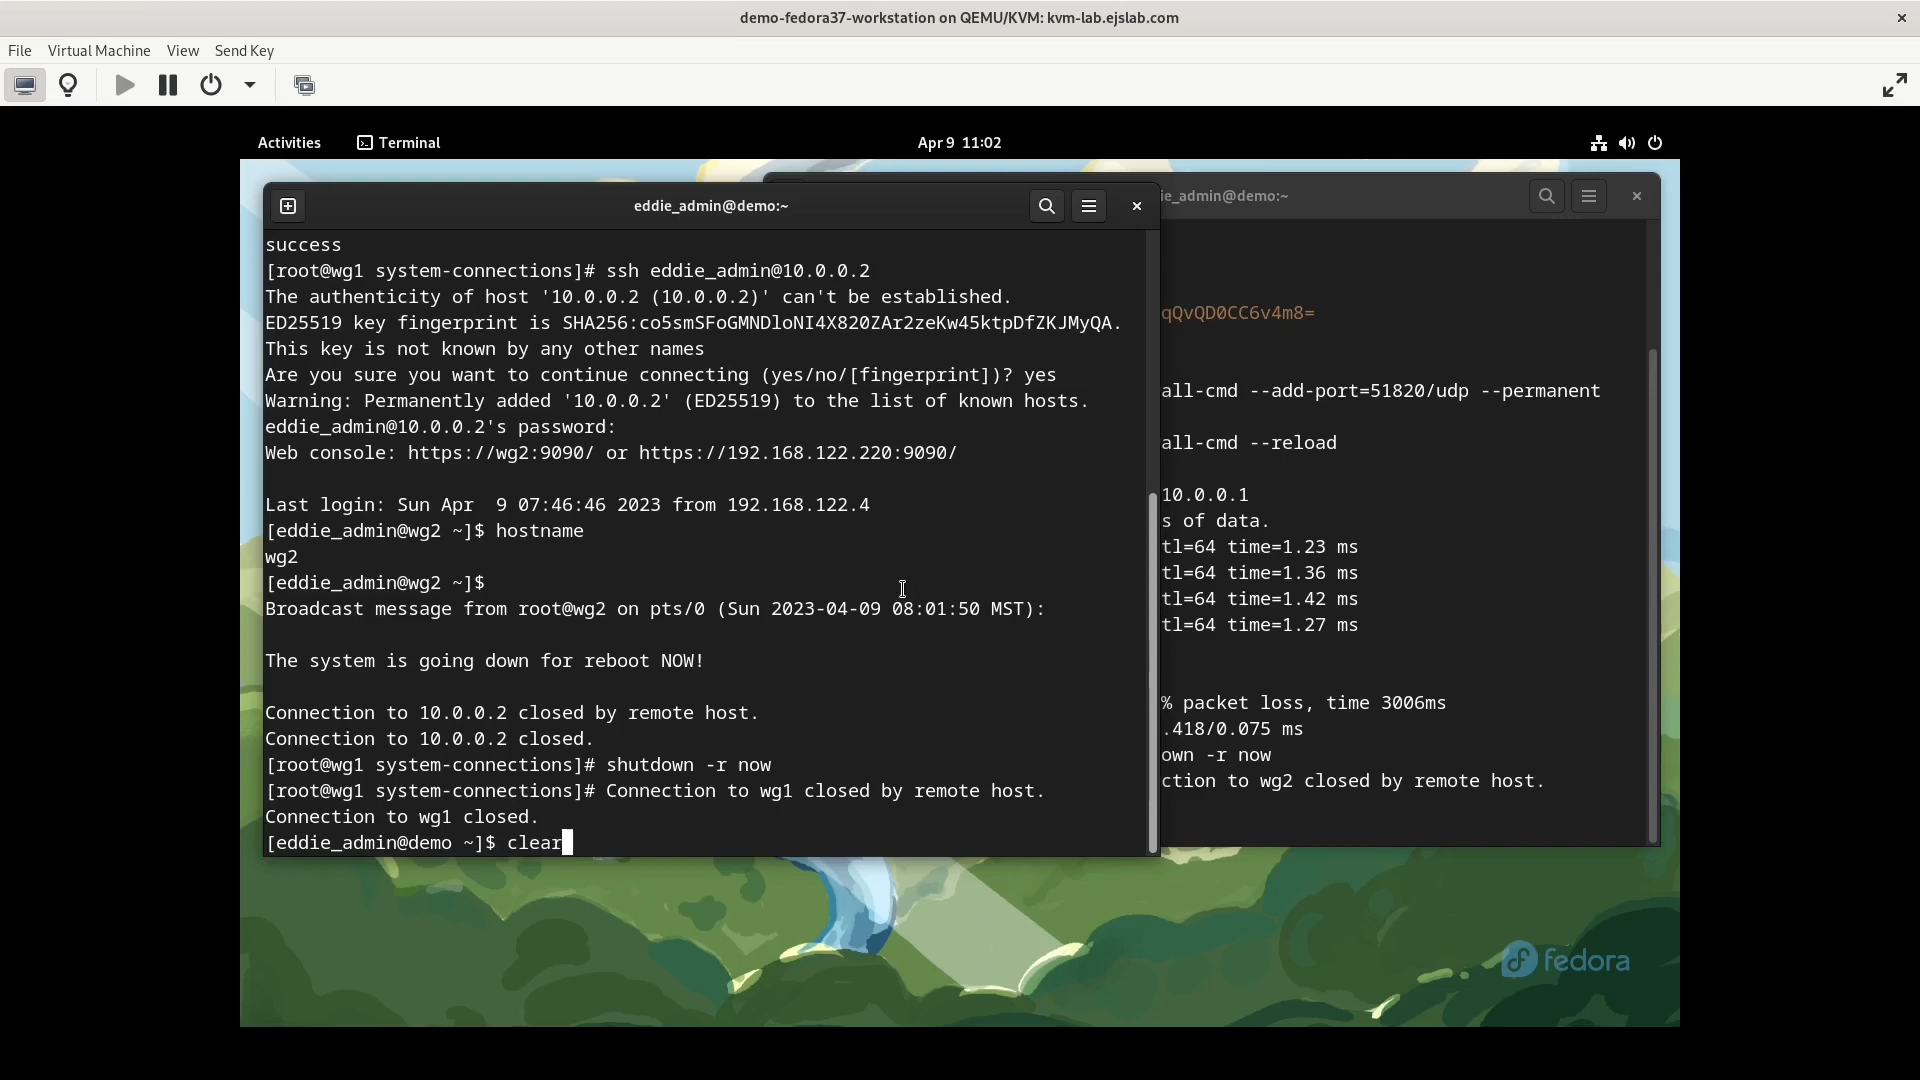 demo-fedora37-workstation on QEMU/KVM: kvm-lab.ejslab.com
File Virtual Machine View Send Key
Activities Terminal Apr 9 11:02
eddie_admin@demo:~
success
[root@wg1 system-connections]# ssh eddie_admin@10.0.0.2
The authenticity of host '10.0.0.2 (10.0.0.2)' can't be established.
ED25519 key fingerprint is SHA256:co5smSFoGMNDloNI4X820ZAr2zeKw45ktpDfZKJMyQA.
This key is not known by any other names
Are you sure you want to continue connecting (yes/no/[fingerprint])? yes
Warning: Permanently added '10.0.0.2' (ED25519) to the list of known hosts.
eddie_admin@10.0.0.2's password:
Web console: https://wg2:9090/ or https://192.168.122.220:9090/
Last login: Sun Apr  9 07:46:46 2023 from 192.168.122.4
[eddie_admin@wg2 ~]$ hostname
wg2
[eddie_admin@wg2 ~]$
Broadcast message from root@wg2 on pts/0 (Sun 2023-04-09 08:01:50 MST):
The system is going down for reboot NOW!
Connection to 10.0.0.2 closed by remote host.
Connection to 10.0.0.2 closed.
[root@wg1 system-connections]# shutdown -r now
[root@wg1 system-connections]# Connection to wg1 closed by remote host.
Connection to wg1 closed.
[eddie_admin@demo ~]$ clear
ie_admin@demo:~
qQvQD0CC6v4m8=
all-cmd --add-port=51820/udp --permanent
all-cmd --reload
10.0.0.1
s of data.
tl=64 time=1.23 ms
tl=64 time=1.36 ms
tl=64 time=1.42 ms
tl=64 time=1.27 ms
% packet loss, time 3006ms
.418/0.075 ms
own -r now
ction to wg2 closed by remote host.
fedora